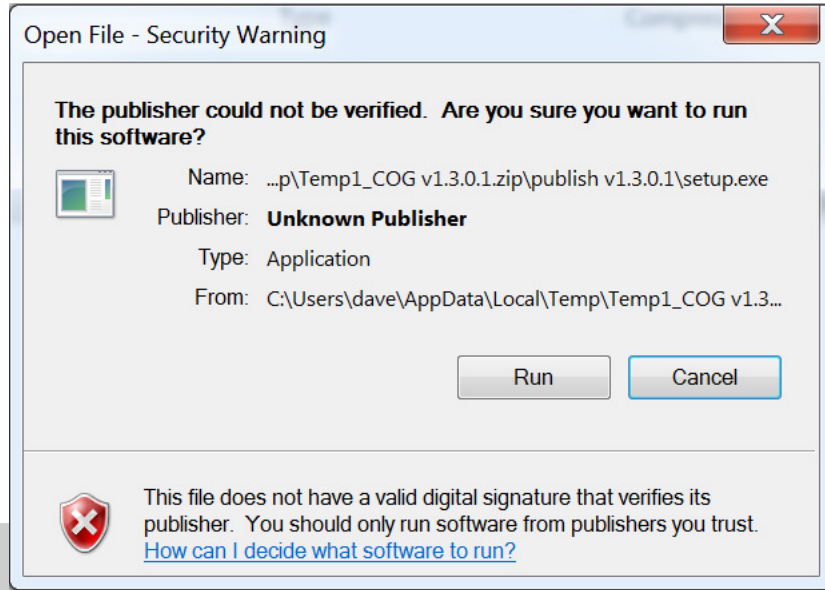 Type
Open File - Security Warning
The publisher could not be verified.  Are you sure you want to run
this software?
Name: ...p\Temp1_COG v1.3.0.1.zip\publish v1.3.0.1\setup.exe
Publisher: Unknown Publisher
Type: Application
From: C:\Users\dave\AppData\Local\Temp\Temp1_COG v1.3...
Run Cancel
This file does not have a valid digital signature that verifies its
publisher.  You should only run software from publishers you trust.
How can I decide what software to run?